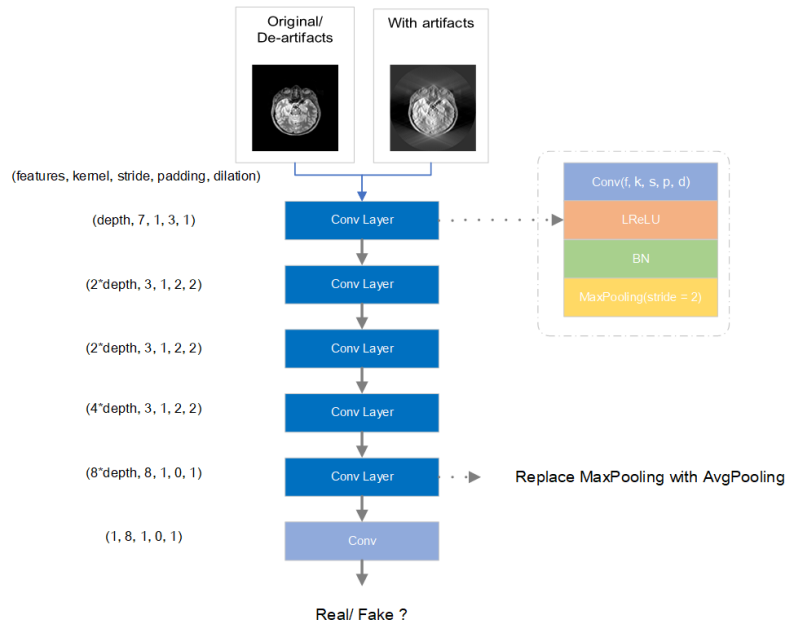 Original/
De-artifacts
With artifacts
(features, kernel, stride, padding, dilation)
Conv(f, k, s, p, d)
(depth, 7, 1, 3, 1)
Conv Layer
LReLU
BN
(2*depth, 3, 1, 2, 2)
Conv Layer
MaxPooling(stride = 2)
(2*depth, 3, 1, 2, 2)
Conv Layer
(4*depth, 3, 1, 2, 2)
Conv Layer
(8*depth, 8, 1, 0, 1)
Conv Layer
Replace MaxPooling with AvgPooling
(1, 8, 1, 0, 1)
Conv
Real/ Fake ?